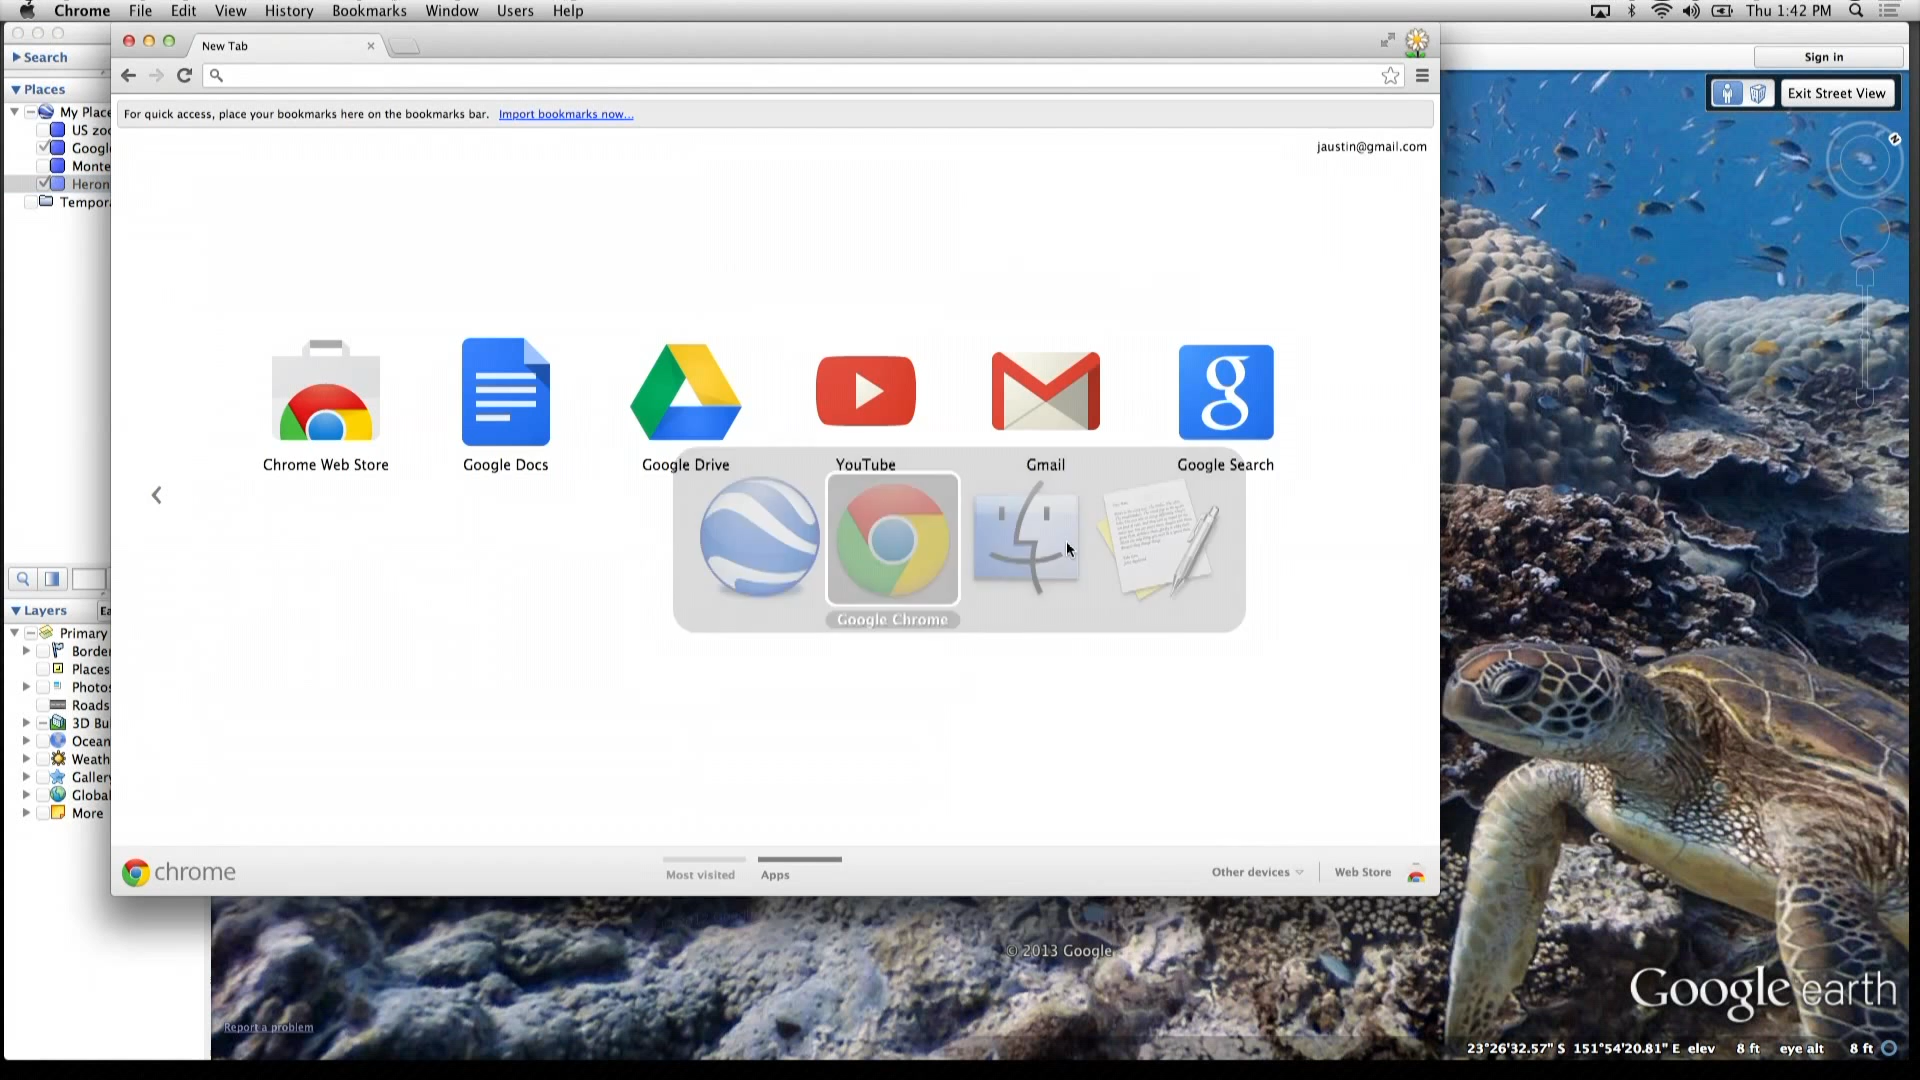 Chrome File Edit View History Bookmarks Window Users Help
Thu 1:42 PM
Search
New Tab
Sign in
Places
Exit Street View
My Place
US zoo
Googl
Monte
Heron
Tempora
For quick access, place your bookmarks here on the bookmarks bar. Import bookmarks now...
jaustin@gmail.com
Chrome Web Store
Google Docs
Google Drive
YouTube
Gmail
Google Search
Google Chrome
Layers
Ea
Primary
Border
Places
Photos
Roads
3D Bu
Ocean
Weath
Gallery
Global
More
chrome
Most visited
Apps
Other devices
Web Store
© 2013 Google
Google earth
Report a problem
23°26'32.57" S 151°54'20.81" E elev 8 ft eye alt 8 ft